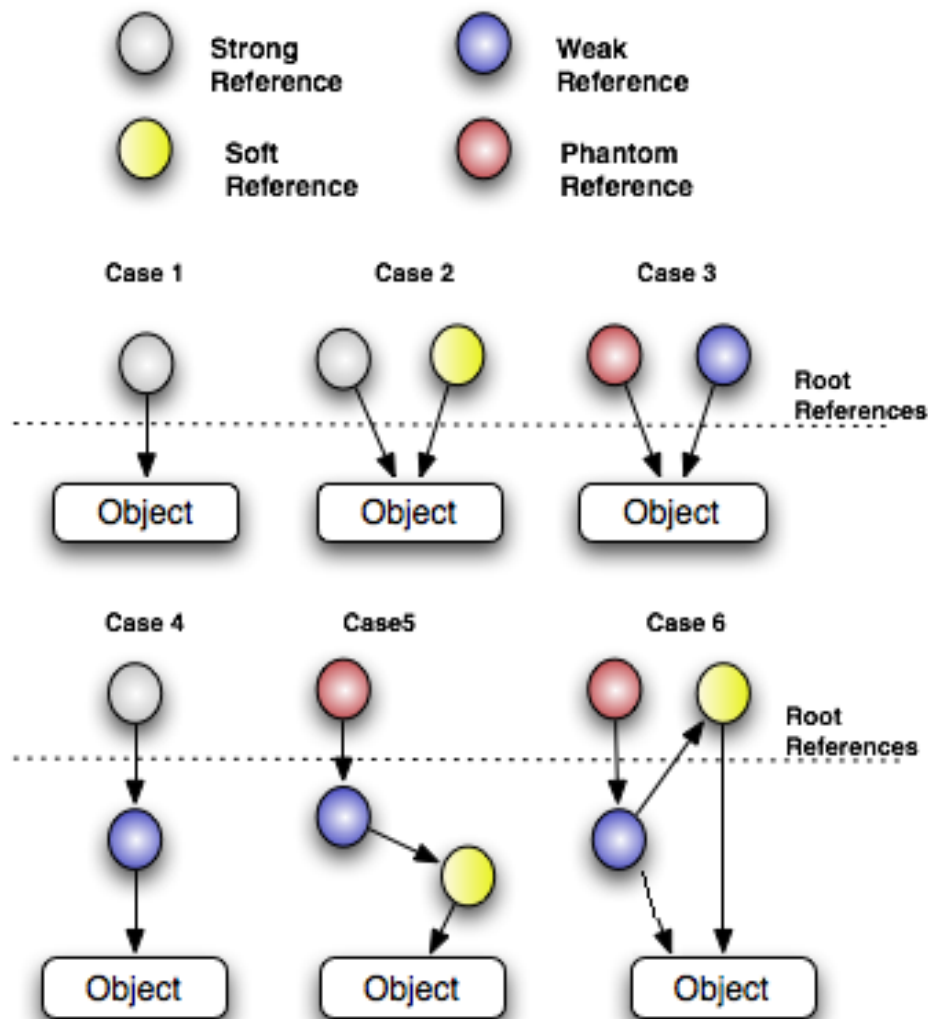 Strong
Reference
Weak
Reference
Soft
Reference
Phantom
Reference
Case 1
Case 2
Case 3
Root
References
Object
Object
Object
Case 4
Case5
Case 6
Root
References
Object
Object
Object